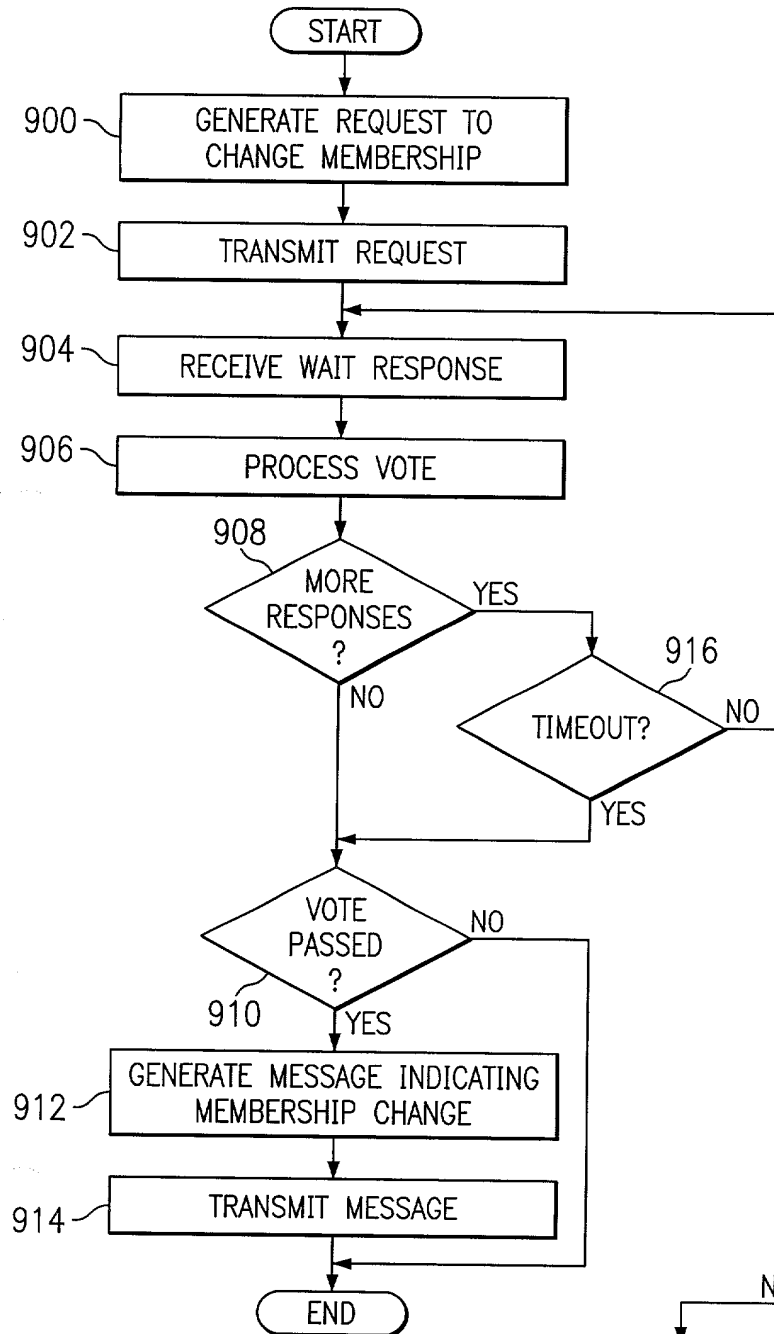 START
900
GENERATE REQUEST TO
CHANGE MEMBERSHIP
902
TRANSMIT REQUEST
904
RECEIVE WAIT RESPONSE
906
PROCESS VOTE
908
MORE
RESPONSES
?
YES
NO
916
TIMEOUT?
NO
YES
VOTE
PASSED
?
NO
910
YES
912
GENERATE MESSAGE INDICATING
MEMBERSHIP CHANGE
914
TRANSMIT MESSAGE
END